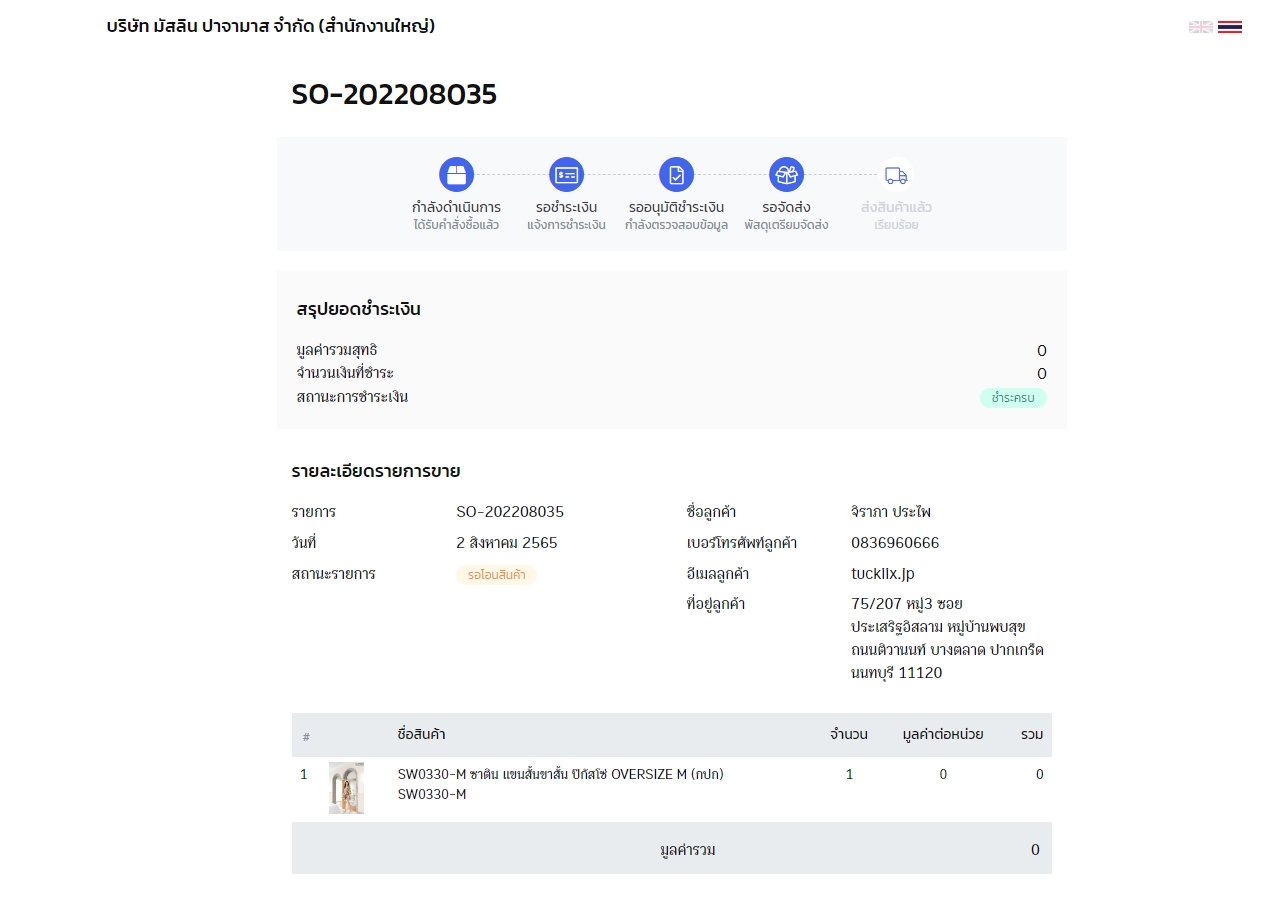 บริษัท มัสลิน ปาจามาส จำกัด (สำนักงานใหญ่)
SO-202208035
กำลังดำเนินการ รอชำระเงิน รออนุมัติชำระเงิน รอจัดส่ง ส่งสินค้าแล้ว
ได้รับคำสั่งซื้อแล้ว แจ้งการชำระเงิน กำลังตรวจสอบข้อมูล พัสดุเตรียมจัดส่ง เรียบร้อย
สรุปยอดชำระเงิน
มูลค่ารวมสุทธิ 0
จำนวนเงินที่ชำระ 0
สถานะการชำระเงิน ชำระครบ
รายละเอียดรายการขาย
รายการ SO-202208035 ชื่อลูกค้า จิราภา ประไพ
วันที่ 2 สิงหาคม 2565 เบอร์โทรศัพท์ลูกค้า 0836960666
สถานะรายการ รอโอนสินค้า อีเมลลูกค้า tuckiix.jp
ที่อยู่ลูกค้า 75/207 หมู่3 ซอย
ประเสริฐอิสลาม หมู่บ้านพบสุข
ถนนติวานนท์ บางตลาด ปากเกร็ด
นนทบุรี 11120
# ชื่อสินค้า จำนวน มูลค่าต่อหน่วย รวม
1 SW0330-M ซาติน แขนสั้นขาสั้น ปิกัสโซ่ OVERSIZE M (กปก) 1 0 0
SW0330-M
มูลค่ารวม 0